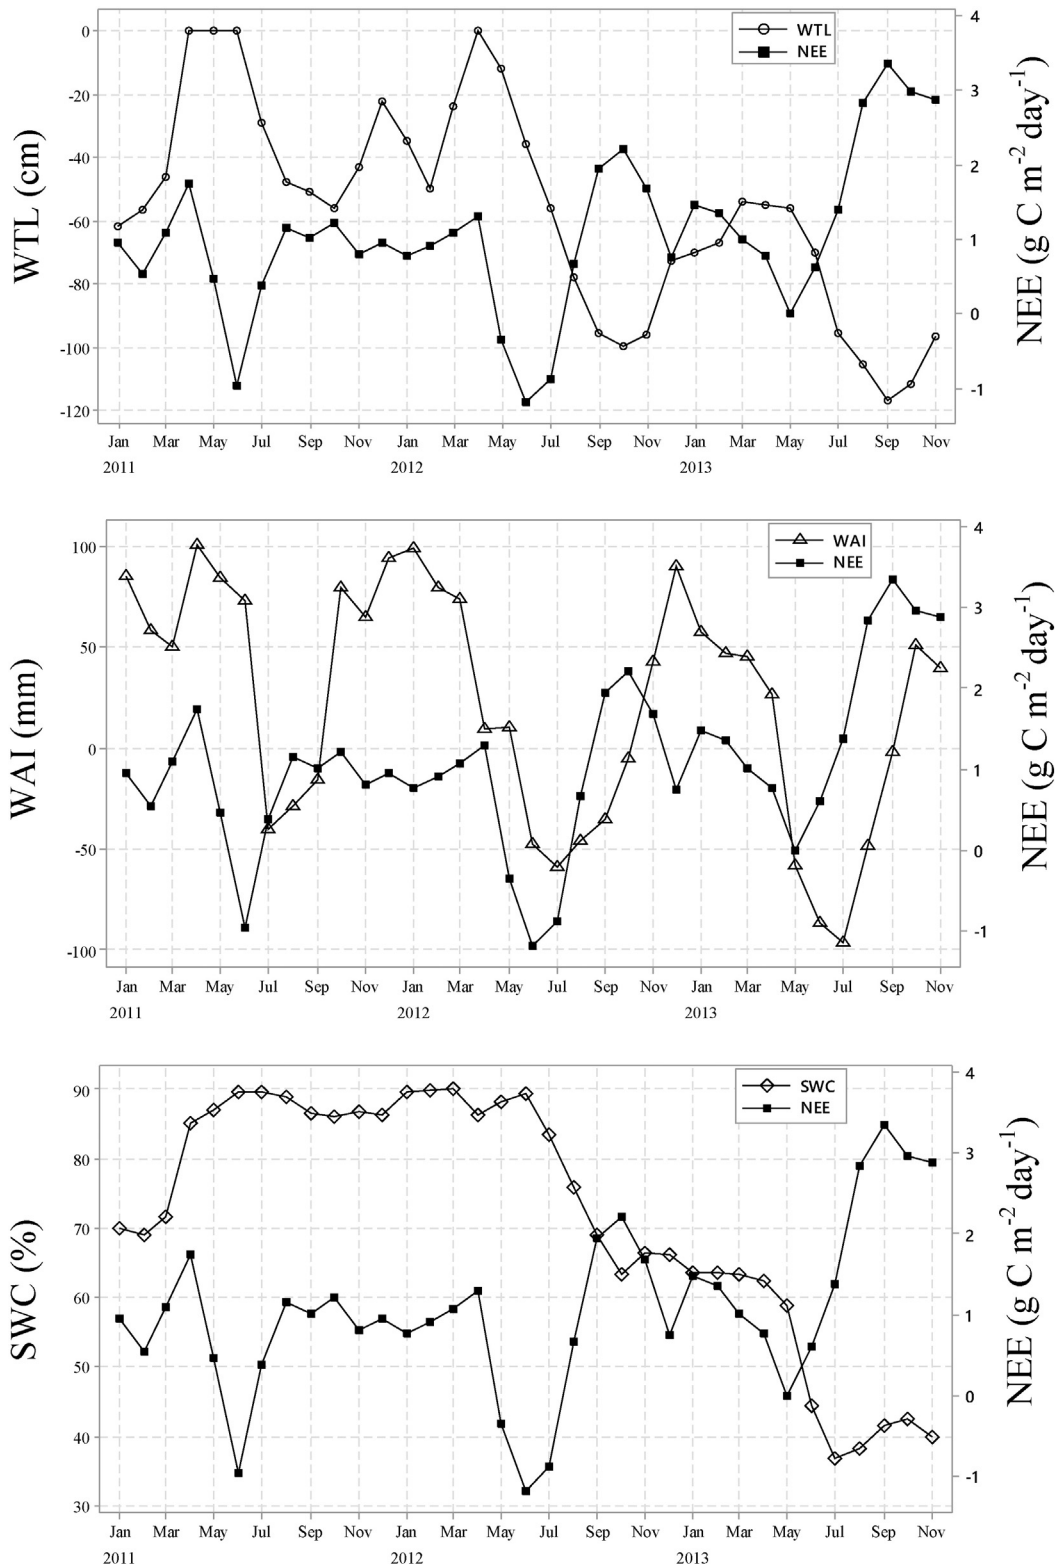 WTL
NEE
WTL (cm)
0
-20
-40
-60
-80
-100
-120
4
3
2
1
0
-1
NEE (g C m-2 day-1)
Jan Mar May Jul Sep Nov Jan Mar May Jul Sep Nov Jan Mar May Jul Sep Nov
2011 2012 2013
WAI
NEE
WAI (mm)
100
50
0
-50
-100
4
3
2
1
0
-1
NEE (g C m-2 day-1)
Jan Mar May Jul Sep Nov Jan Mar May Jul Sep Nov Jan Mar May Jul Sep Nov
2011 2012 2013
SWC
NEE
SWC (%)
90
80
70
60
50
40
30
4
3
2
1
0
-1
NEE (g C m-2 day-1)
Jan Mar May Jul Sep Nov Jan Mar May Jul Sep Nov Jan Mar May Jul Sep Nov
2011 2012 2013